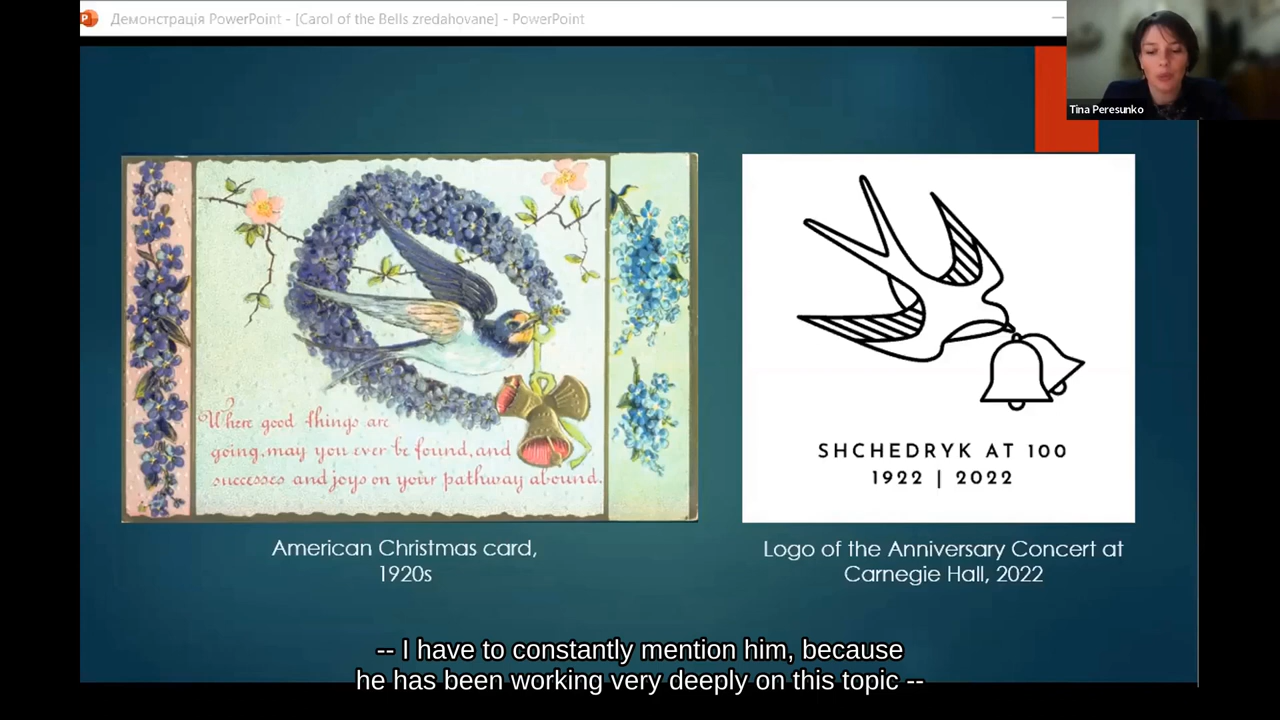 Демонстрація PowerPoint - [Carol of the Bells zredahovane] - PowerPoint
Tina Peresunko
Where good things are
going, may you ever be found, and
successes and joys on your pathway abound.
SHCHEDRYK AT 100
1922 | 2022
American Christmas card,
1920s
Logo of the Anniversary Concert at
Carnegie Hall, 2022
-- I have to constantly mention him, because
he has been working very deeply on this topic --